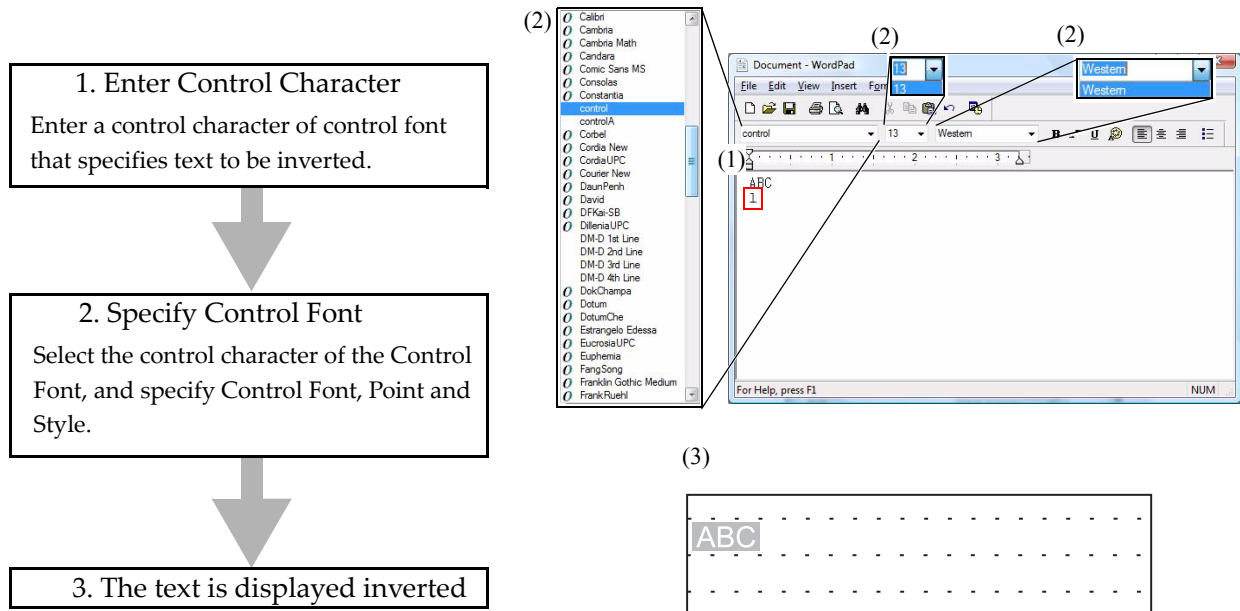 1. Enter Control Character
Enter a control character of control font
that specifies text to be inverted.
2. Specify Control Font
Select the control character of the Control
Font, and specify Control Font, Point and
Style.
3. The text is displayed inverted
(2)
Calibri
Cambria
Cambria Math
Candara
Comic Sans MS
Consolas
Constantia
control
controlA
Corbel
Cordia New
CordiaUPC
Courier New
DaunPenh
David
DFKai-SB
DilleniaUPC
DM-D 1st Line
DM-D 2nd Line
DM-D 3rd Line
DM-D 4th Line
DokChampa
Dotum
DotumChe
Estrangelo Edessa
EucrosiaUPC
Euphemia
FangSong
Franklin Gothic Medium
FrankRuehl
(2)
(2)
Document - WordPad
13
13
Western
Western
File Edit View Insert
control 13 Western B U
(1)
1 2 3
ABC
1
For Help, press F1 NUM
(3)
ABC